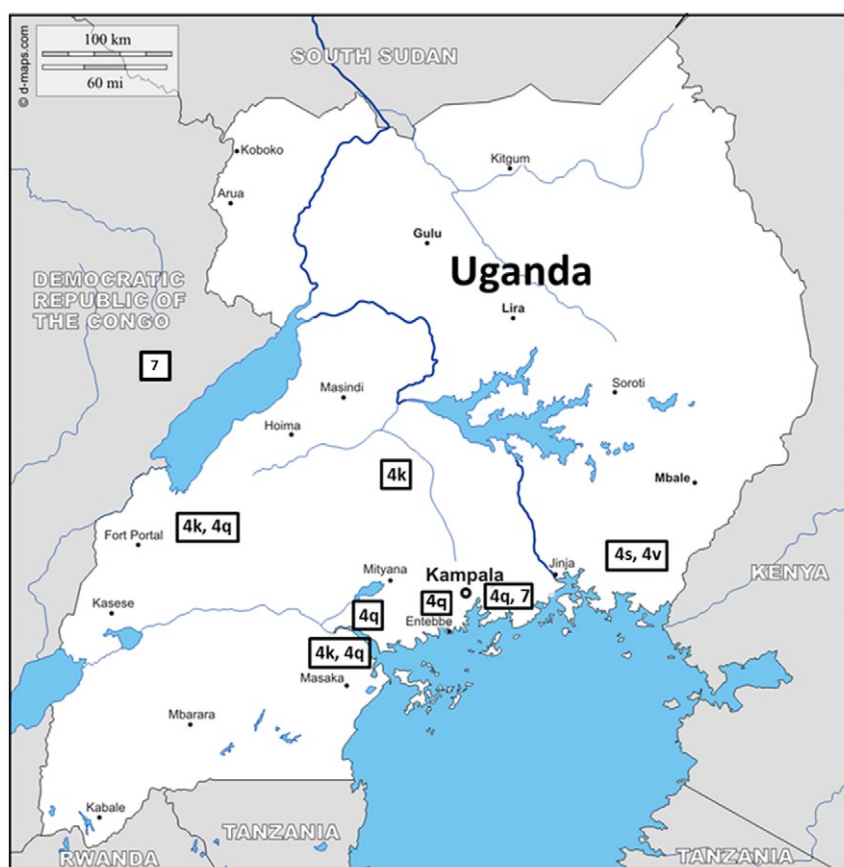 100 km
60 mi
© d-maps.com
SOUTH SUDAN
Koboko
Kitgum
Arua
Gulu
Uganda
DEMOCRATIC
REPUBLIC OF
THE CONGO
Lira
7
Masindi
Soroti
Hoima
4k
Mbale
4k, 4q
Fort Portal
4s, 4v
Jinja
Mityana
Kampala
KENYA
4q
4q, 7
Kasese
4q
Entebbe
4k, 4q
Masaka
Mbarara
Kabale
TANZANIA
RWANDA
TANZANIA